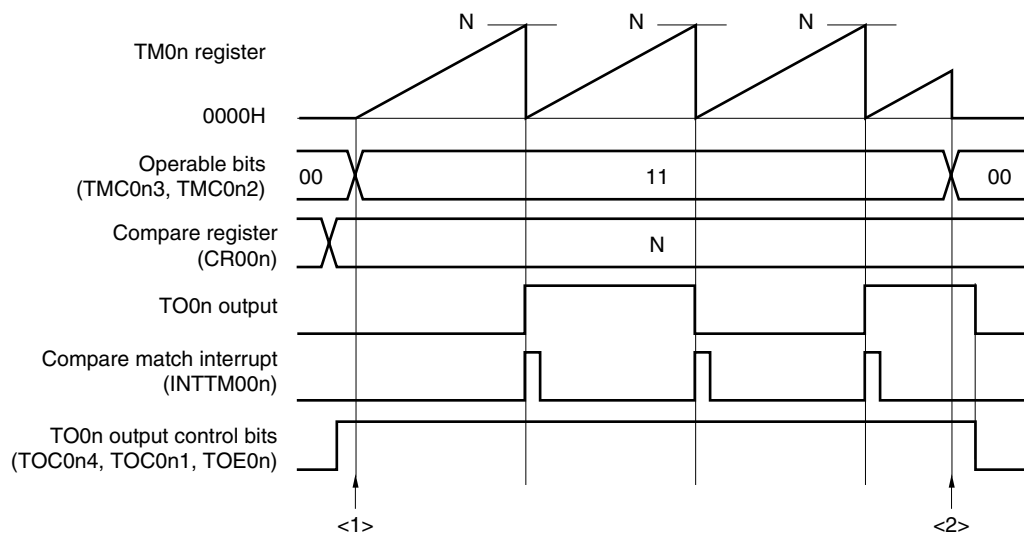 N N N
TM0n register
0000H
Operable bits
(TMC0n3, TMC0n2)
00 11 00
Compare register
(CR00n)
N
TO0n output
Compare match interrupt
(INTTM00n)
TO0n output control bits
(TOC0n4, TOC0n1, TOE0n)
<1> <2>